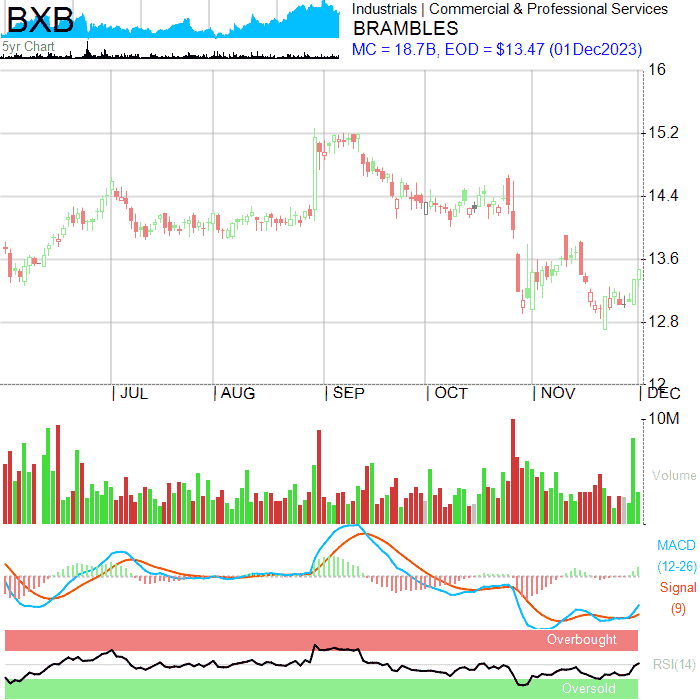 BXB
5yr Chart
Industrials | Commercial & Professional Services
BRAMBLES
MC = 18.7B, EOD = $13.47 (01Dec2023)
16
15.2
14.4
13.6
12.8
12
| JUL | AUG | SEP | OCT | NOV | DEC
10M
Volume
MACD
(12-26)
Signal
(9)
Overbought
RSI(14)
Oversold